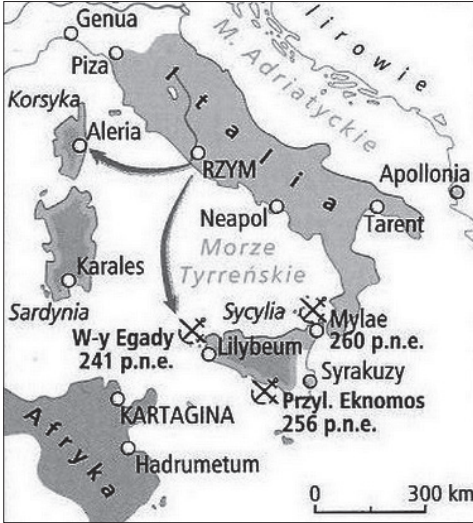 Genua
Ilirowie
Piza
M. Adriatyckie
Italia
Korsyka
Aleria
RZYM
Apollonia
Neapol
Tarent
Morze
Tyrreńskie
Karales
Sardynia
Sycylia
Mylae
260 p.n.e.
W-y Egady
241 p.n.e.
Lilybeum
Syrakuzy
Przyl. Eknomos
256 p.n.e.
KARTAGINA
Afryka
Hadrumetum
0 300 km